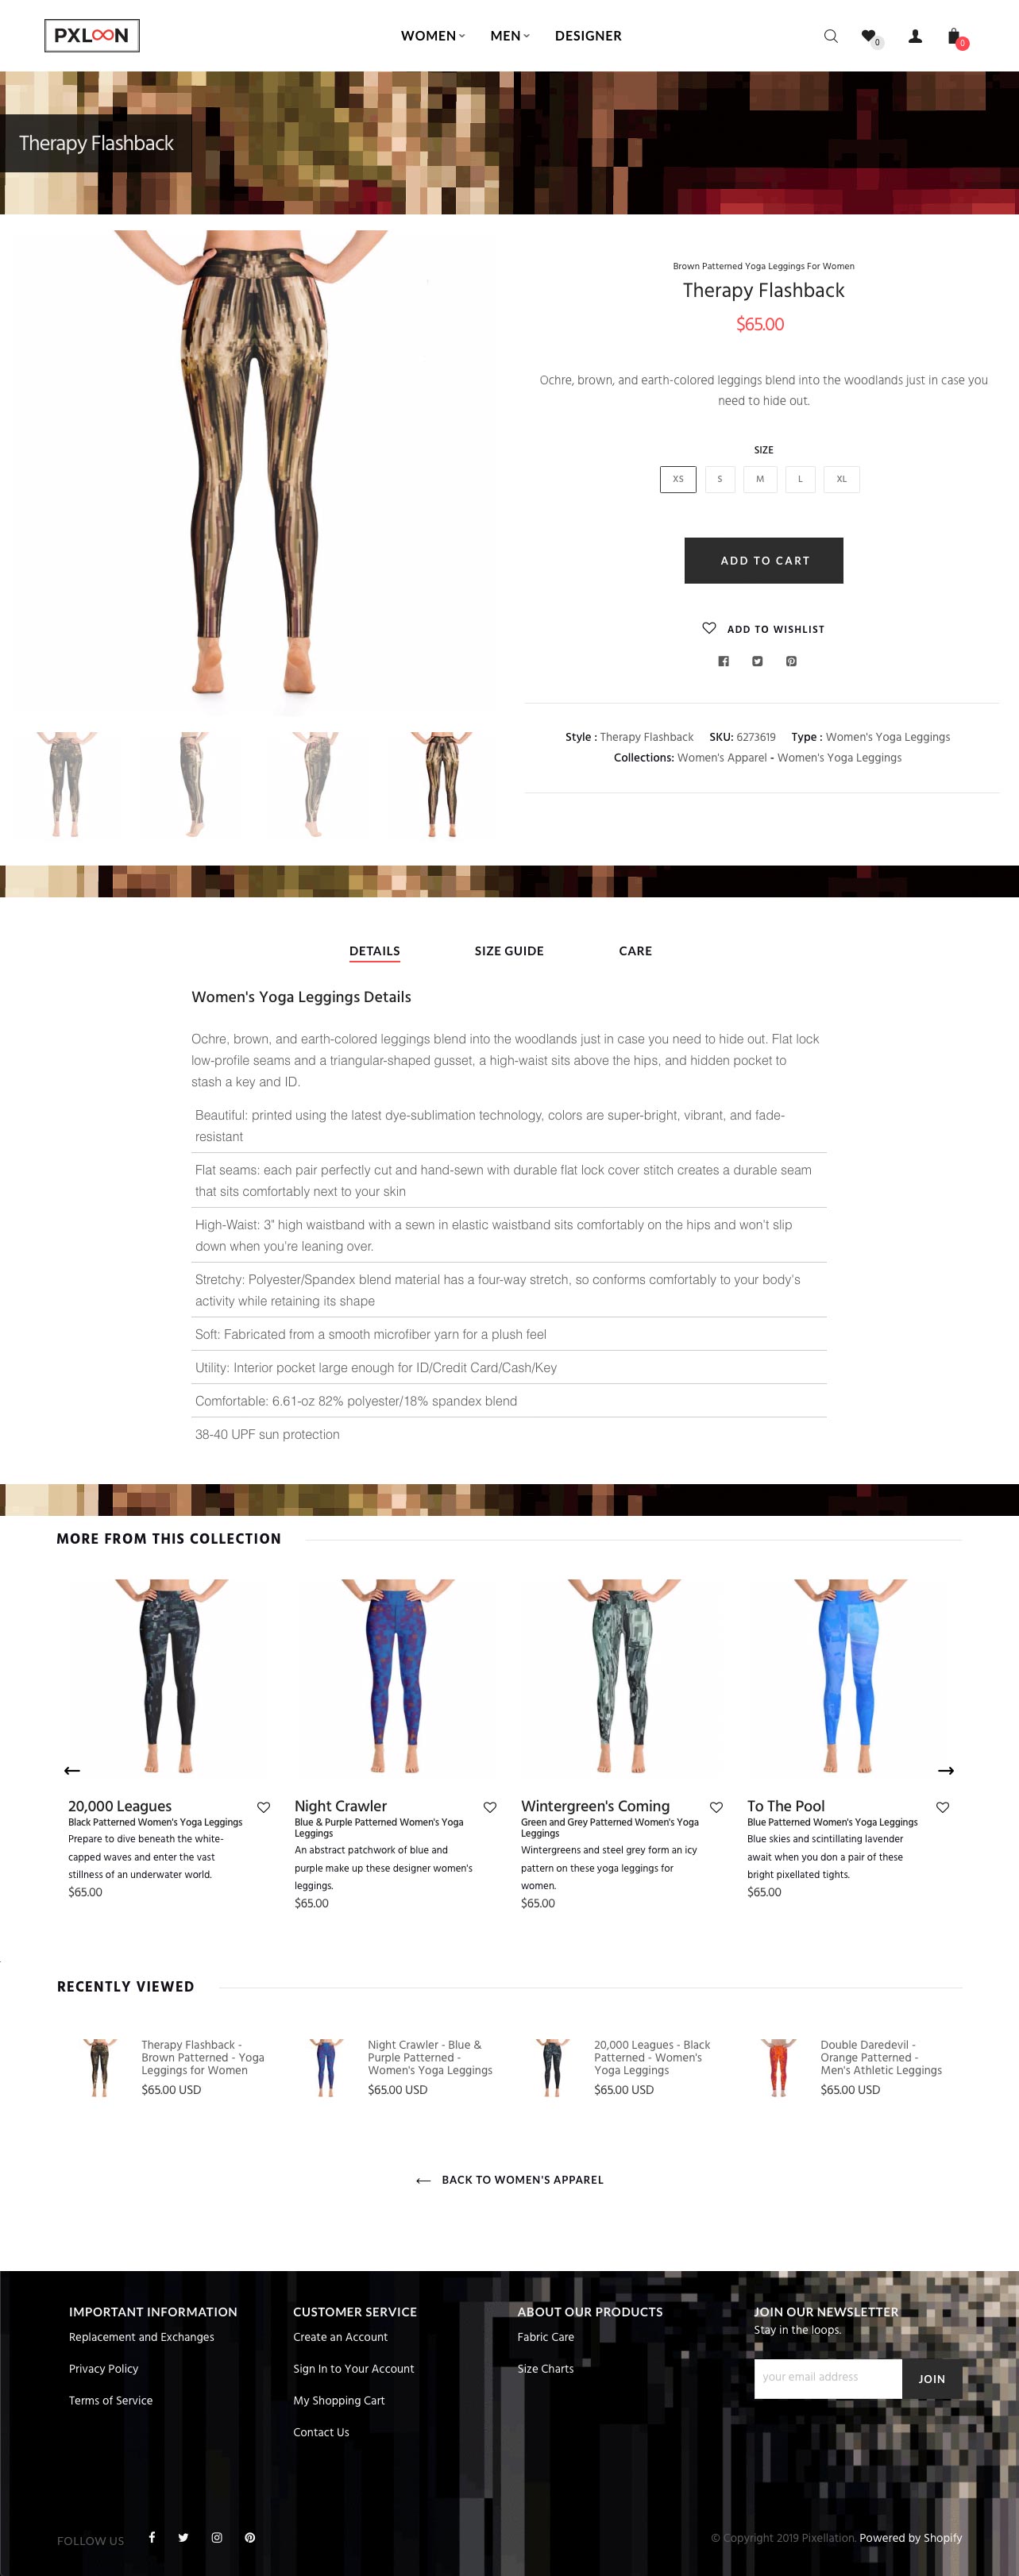 PXLOON
WOMEN
MEN
DESIGNER
0
0
Therapy Flashback
Brown Patterned Yoga Leggings For Women
Therapy Flashback
$65.00
Ochre, brown, and earth-colored leggings blend into the woodlands just in case you
need to hide out.
SIZE
XS
S
M
L
XL
ADD TO CART
ADD TO WISHLIST
Style : Therapy Flashback SKU: 6273619 Type : Women's Yoga Leggings
Collections: Women's Apparel - Women's Yoga Leggings
DETAILS
SIZE GUIDE
CARE
Women's Yoga Leggings Details
Ochre, brown, and earth-colored leggings blend into the woodlands just in case you need to hide out. Flat lock
low-profile seams and a triangular-shaped gusset, a high-waist sits above the hips, and hidden pocket to
stash a key and ID.
Beautiful: printed using the latest dye-sublimation technology, colors are super-bright, vibrant, and fade-
resistant
Flat seams: each pair perfectly cut and hand-sewn with durable flat lock cover stitch creates a durable seam
that sits comfortably next to your skin
High-Waist: 3" high waistband with a sewn in elastic waistband sits comfortably on the hips and won't slip
down when you're leaning over.
Stretchy: Polyester/Spandex blend material has a four-way stretch, so conforms comfortably to your body's
activity while retaining its shape
Soft: Fabricated from a smooth microfiber yarn for a plush feel
Utility: Interior pocket large enough for ID/Credit Card/Cash/Key
Comfortable: 6.61-oz 82% polyester/18% spandex blend
38-40 UPF sun protection
MORE FROM THIS COLLECTION
20,000 Leagues
Black Patterned Women's Yoga Leggings
Prepare to dive beneath the white-
capped waves and enter the vast
stillness of an underwater world.
$65.00
Night Crawler
Blue & Purple Patterned Women's Yoga
Leggings
An abstract patchwork of blue and
purple make up these designer women's
leggings.
$65.00
Wintergreen's Coming
Green and Grey Patterned Women's Yoga
Leggings
Wintergreens and steel grey form an icy
pattern on these yoga leggings for
women.
$65.00
To The Pool
Blue Patterned Women's Yoga Leggings
Blue skies and scintillating lavender
await when you don a pair of these
bright pixellated tights.
$65.00
RECENTLY VIEWED
Therapy Flashback -
Brown Patterned - Yoga
Leggings for Women
$65.00 USD
Night Crawler - Blue &
Purple Patterned -
Women's Yoga Leggings
$65.00 USD
20,000 Leagues - Black
Patterned - Women's
Yoga Leggings
$65.00 USD
Double Daredevil -
Orange Patterned -
Men's Athletic Leggings
$65.00 USD
BACK TO WOMEN'S APPAREL
IMPORTANT INFORMATION
Replacement and Exchanges
Privacy Policy
Terms of Service
CUSTOMER SERVICE
Create an Account
Sign In to Your Account
My Shopping Cart
Contact Us
ABOUT OUR PRODUCTS
Fabric Care
Size Charts
JOIN OUR NEWSLETTER
Stay in the loops.
your email address
JOIN
FOLLOW US
© Copyright 2019 Pixellation. Powered by Shopify